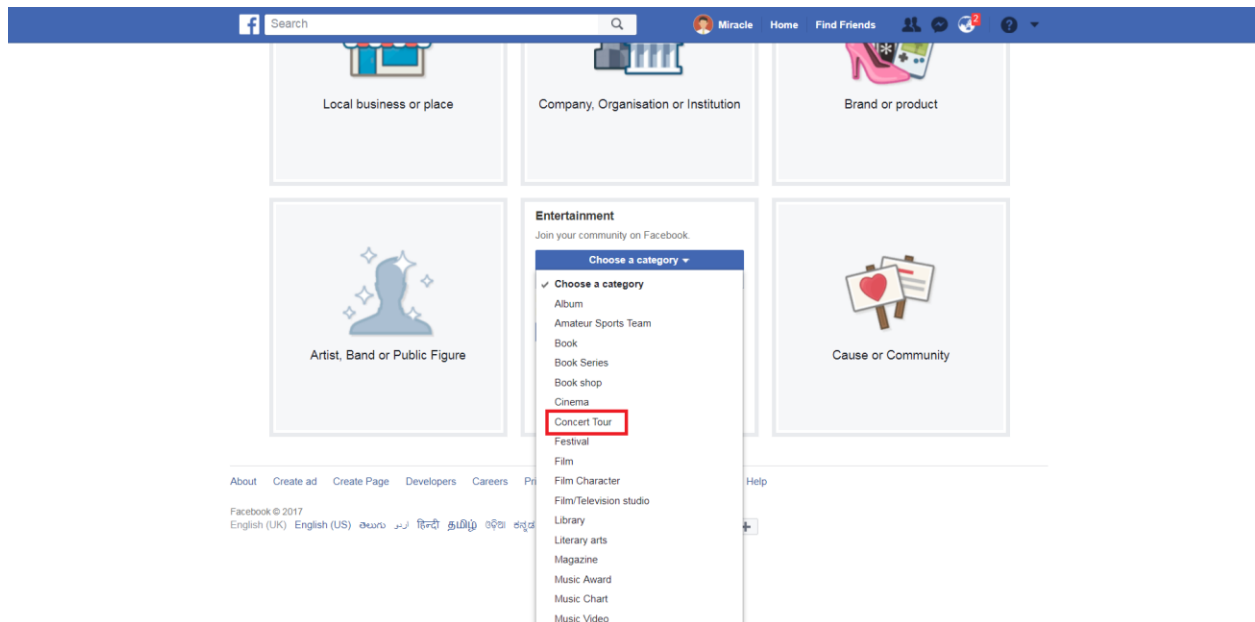 f Search Miracle Home Find Friends 2 ?
Local business or place
Company, Organisation or Institution
Brand or product
Artist, Band or Public Figure
Entertainment
Join your community on Facebook.
Choose a category
✓ Choose a category
Album
Amateur Sports Team
Book
Book Series
Book shop
Cinema
Concert Tour
Festival
Film
Film Character
Film/Television studio
Library
Literary arts
Magazine
Music Award
Music Chart
Music Video
Cause or Community
About Create ad Create Page Developers Careers Help
Facebook © 2017
English (UK) English (US) తెలుగు اردو हिन्दी தமிழ் ଓଡ଼ିଆ +